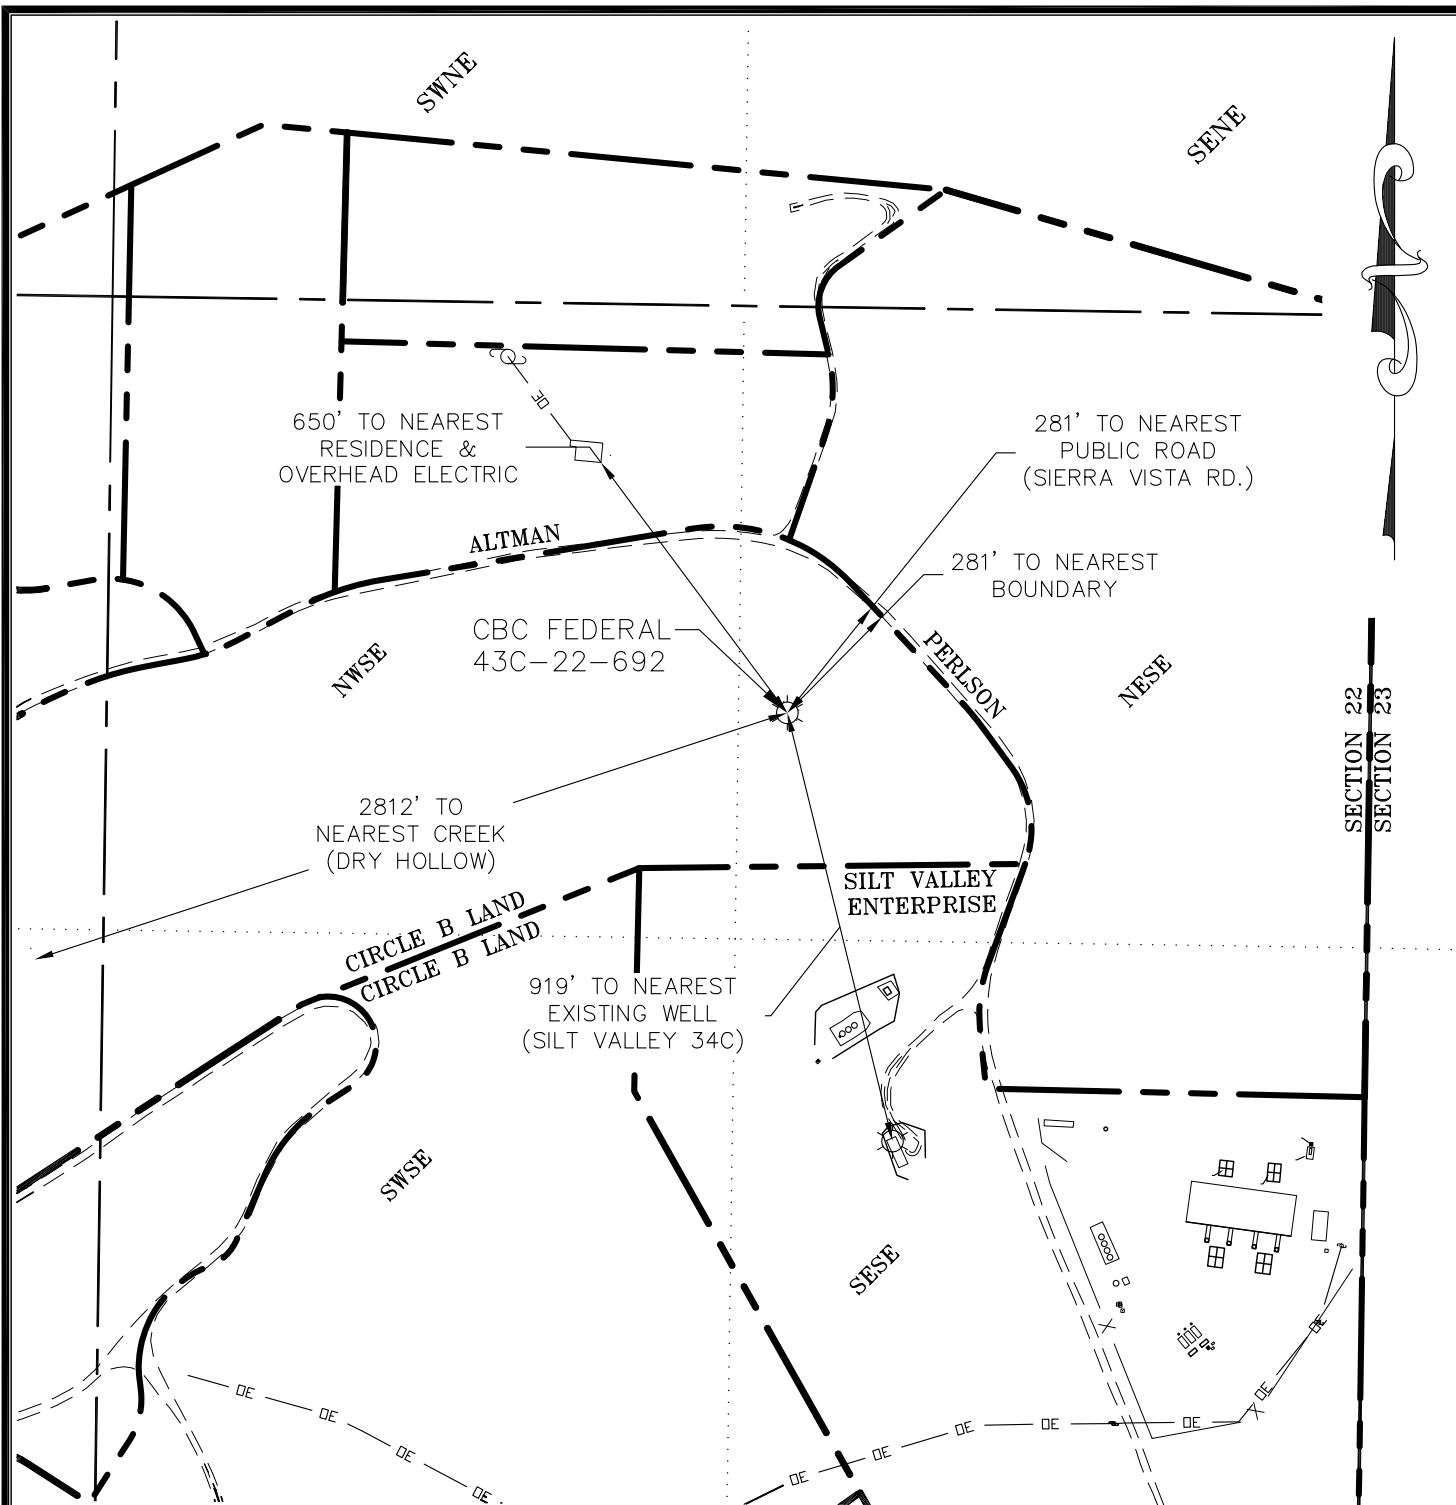 SWNE
SENE
650' TO NEAREST
RESIDENCE &
OVERHEAD ELECTRIC
OE
281' TO NEAREST
PUBLIC ROAD
(SIERRA VISTA RD.)
ALTMAN
281' TO NEAREST
BOUNDARY
CBC FEDERAL
43C-22-692
NWSE
PERLSON
NESE
SECTION 22
SECTION 23
2812' TO
NEAREST CREEK
(DRY HOLLOW)
SILT VALLEY
ENTERPRISE
CIRCLE B LAND
CIRCLE B LAND
919' TO NEAREST
EXISTING WELL
(SILT VALLEY 34C)
SWSE
SESE
X
OE
OE
OE
OE
OE
OE
OE
OE
OE
OE
X